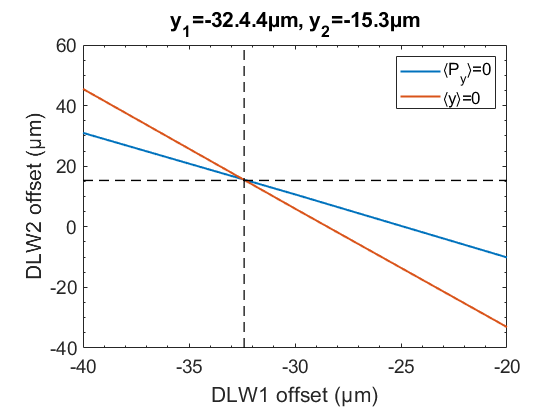 y₁=-32.4.4μm, y₂=-15.3μm
⟨P_y⟩=0
⟨y⟩=0
60
40
20
0
-20
-40
DLW2 offset (μm)
-40 -35 -30 -25 -20
DLW1 offset (μm)